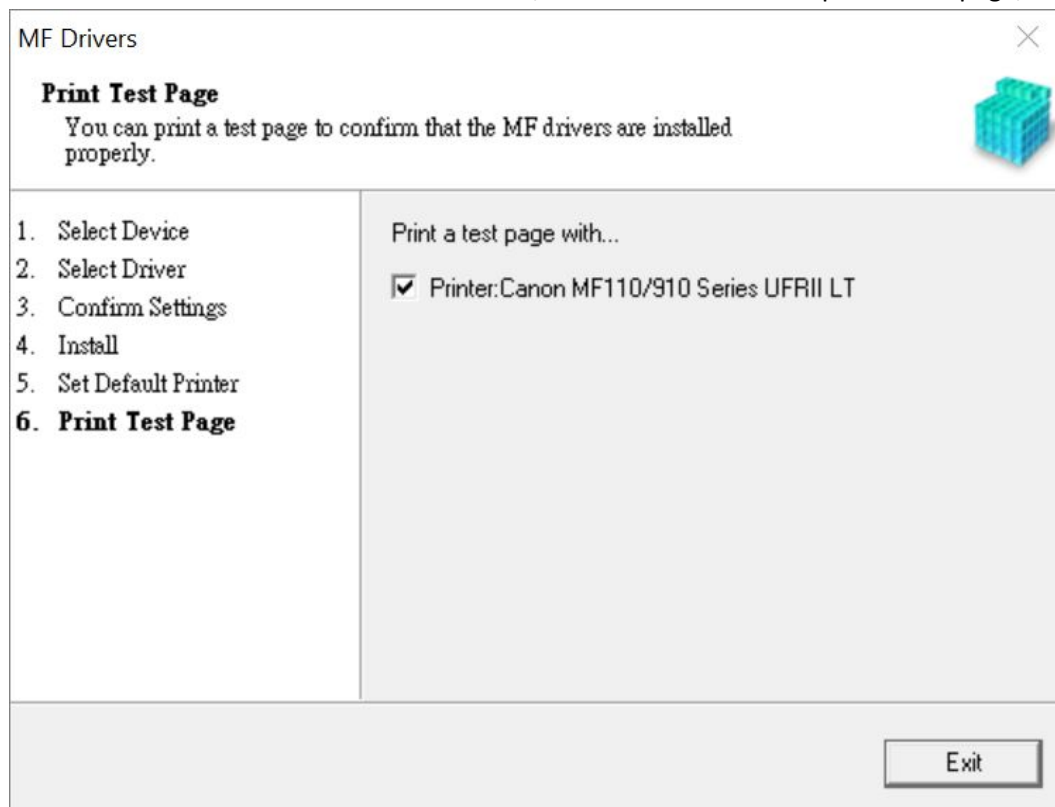 MF Drivers
Print Test Page
You can print a test page to confirm that the MF drivers are installed
properly.
1. Select Device
2. Select Driver
3. Confirm Settings
4. Install
5. Set Default Printer
6. Print Test Page
Print a test page with...
Printer:Canon MF110/910 Series UFRII LT
Exit